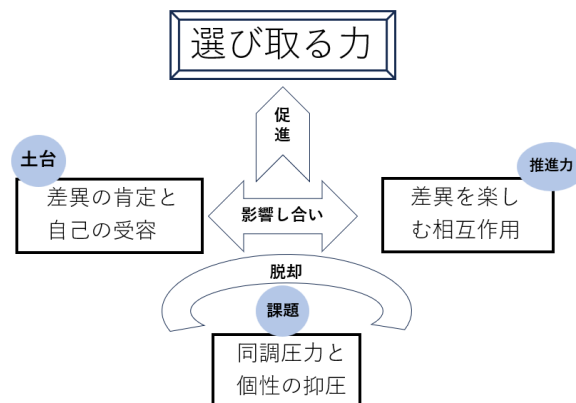 選び取る力
促
進
土台
差異の肯定と
自己の受容
影響し合い
推進力
差異を楽し
む相互作用
脱却
課題
同調圧力と
個性の抑圧